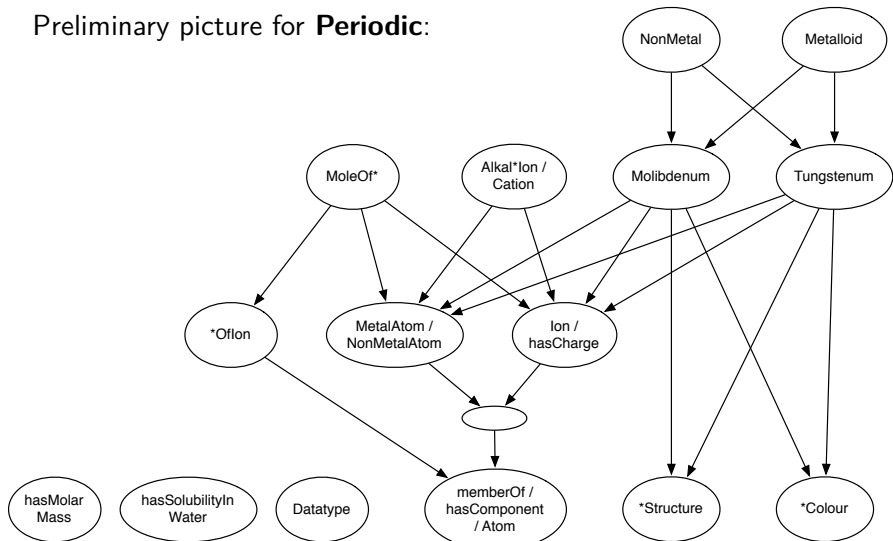 Preliminary picture for Periodic:
NonMetal
Metalloid
MoleOf*
Alkal*Ion /
Cation
Molibdenum
Tungstenum
*OfIon
MetalAtom /
NonMetalAtom
Ion /
hasCharge
hasMolar
Mass
hasSolubilityIn
Water
Datatype
memberOf /
hasComponent
/ Atom
*Structure
*Colour